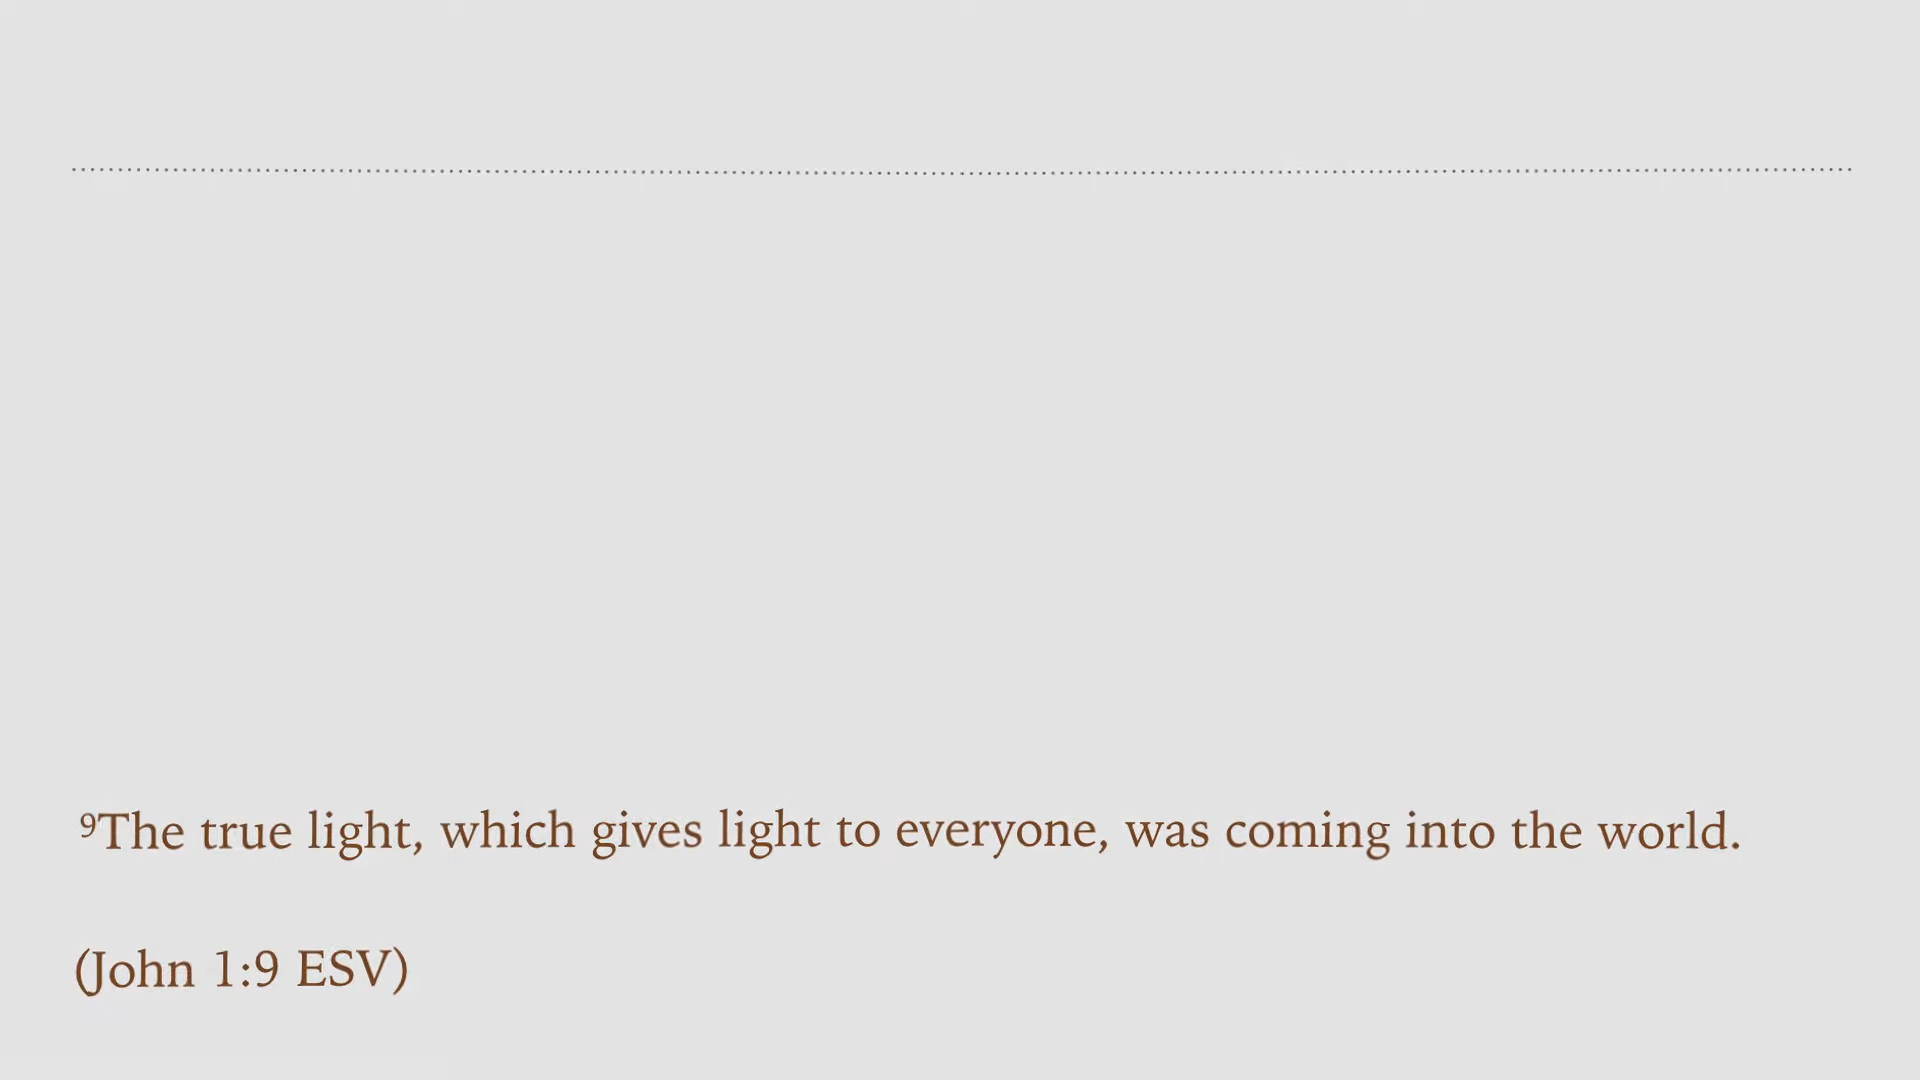 ⁹The true light, which gives light to everyone, was coming into the world.
(John 1:9 ESV)